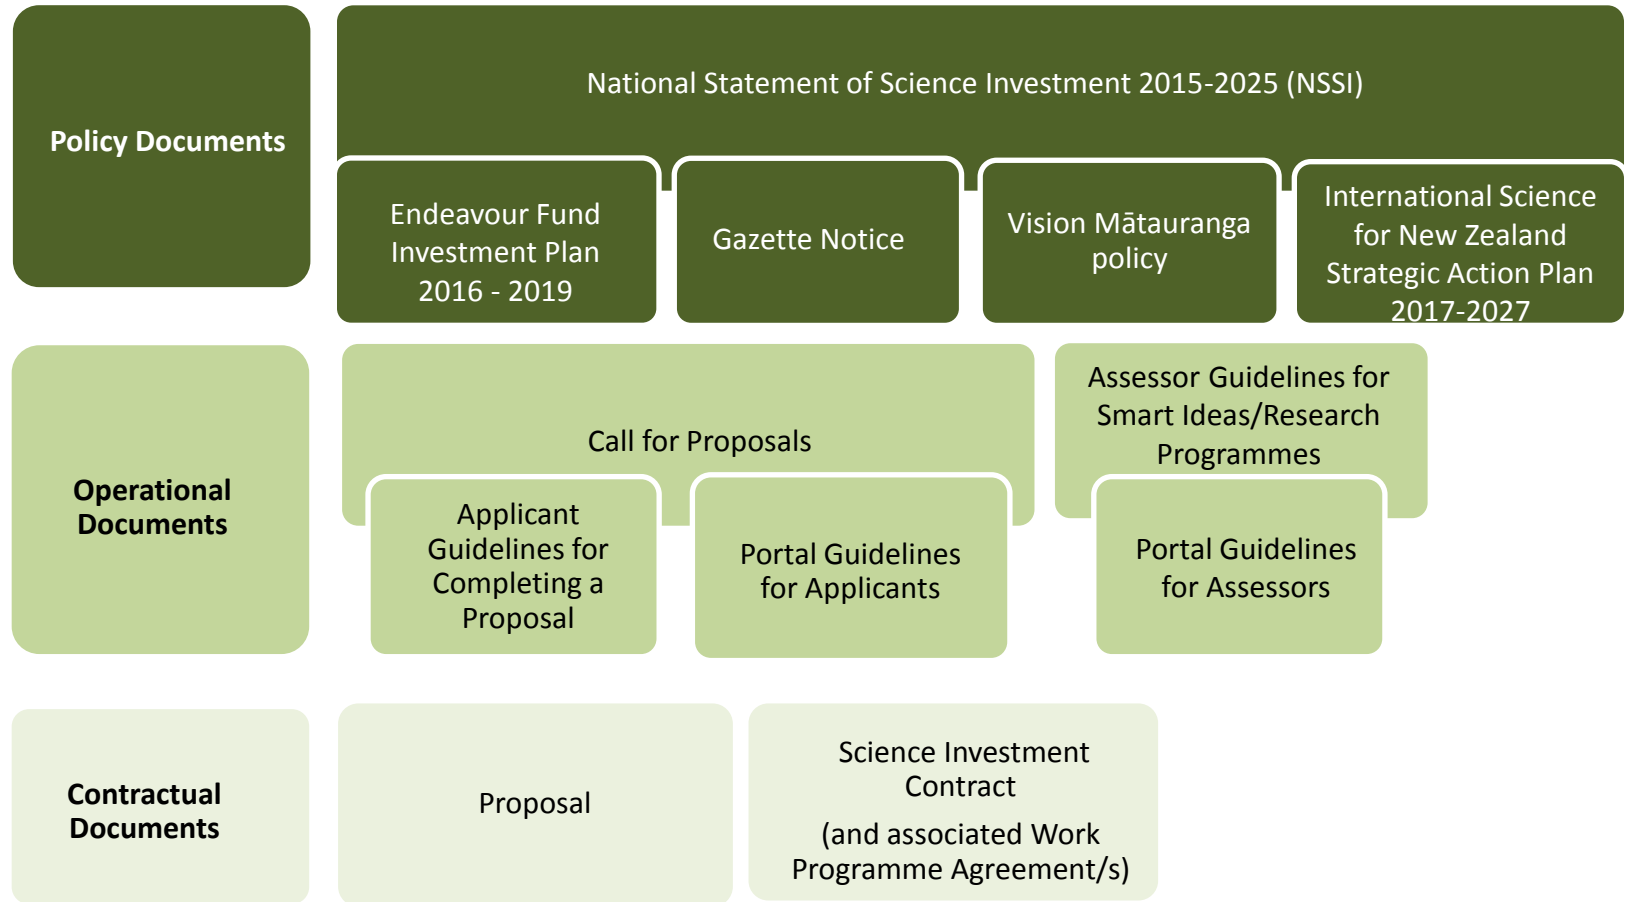 Policy Documents
National Statement of Science Investment 2015-2025 (NSSI)
Endeavour Fund
Investment Plan
2016 - 2019
Gazette Notice
Vision Mātauranga
policy
International Science
for New Zealand
Strategic Action Plan
2017-2027
Operational
Documents
Call for Proposals
Applicant
Guidelines for
Completing a
Proposal
Portal Guidelines
for Applicants
Assessor Guidelines for
Smart Ideas/Research
Programmes
Portal Guidelines
for Assessors
Contractual
Documents
Proposal
Science Investment
Contract
(and associated Work
Programme Agreement/s)